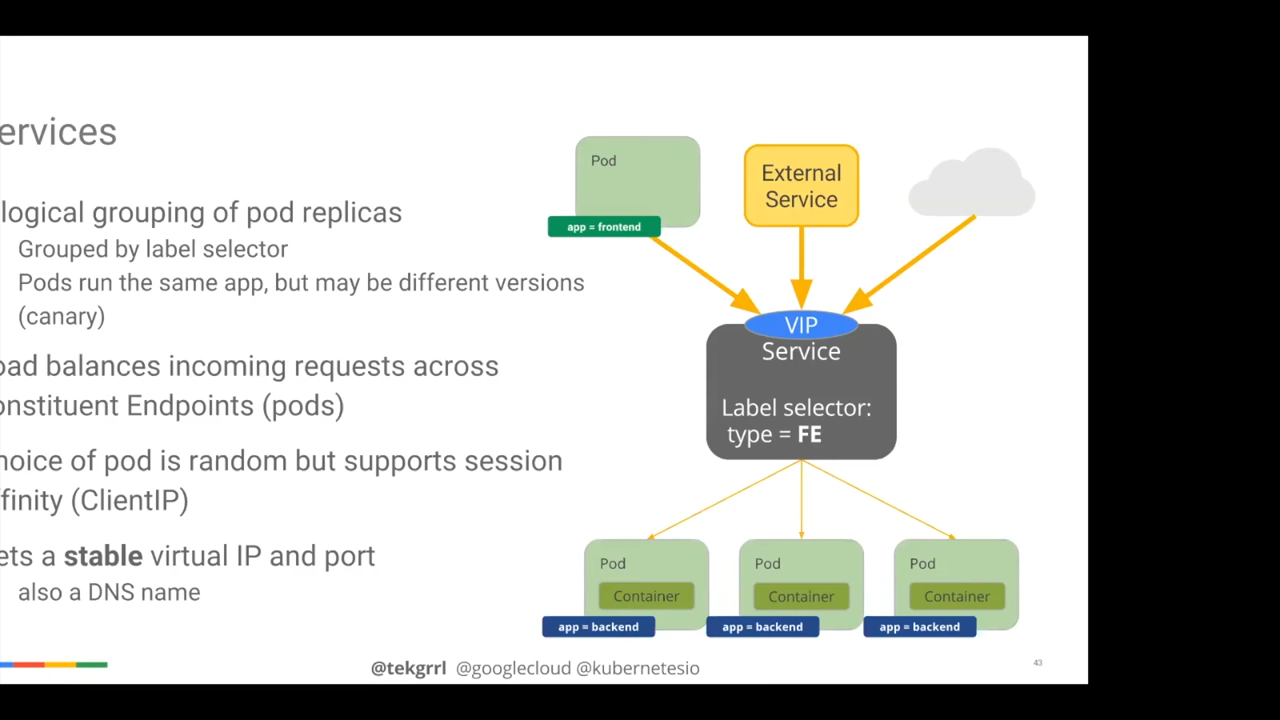 ervices
logical grouping of pod replicas
Grouped by label selector
Pods run the same app, but may be different versions
(canary)
oad balances incoming requests across
onstituent Endpoints (pods)
hoice of pod is random but supports session
ffinity (ClientIP)
ets a stable virtual IP and port
also a DNS name
Pod
app = frontend
External
Service
VIP
Service
Label selector:
type = FE
Pod
Container
app = backend
Pod
Container
app = backend
Pod
Container
app = backend
@tekgrrl @googlecloud @kubernetesio
43